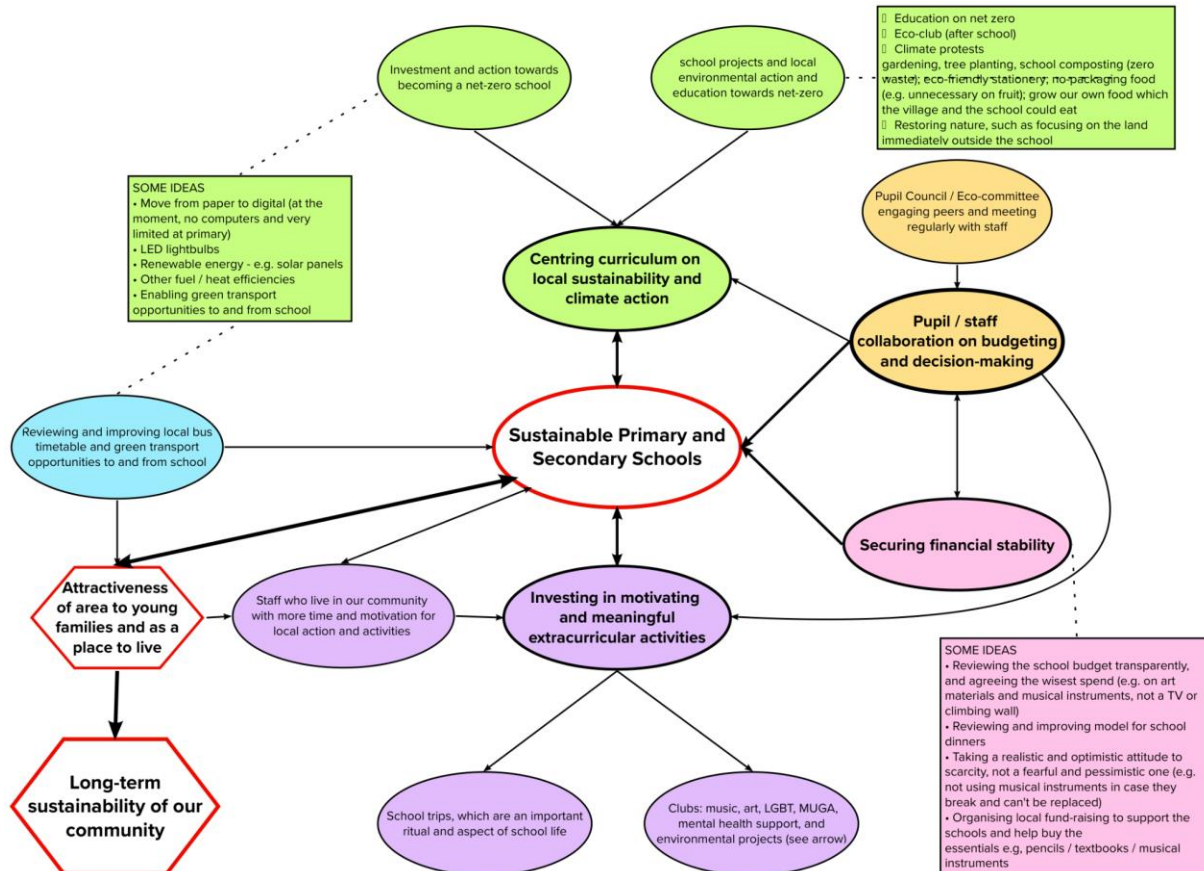 Investment and action towards
becoming a net-zero school
school projects and local
environmental action and
education towards net-zero
▯ Education on net zero
▯ Eco-club (after school)
▯ Climate protests
gardening, tree planting, school composting (zero
waste); eco-friendly stationery; no-packaging food
(e.g. unnecessary on fruit); grow our own food which
the village and the school could eat
▯ Restoring nature, such as focusing on the land
immediately outside the school
SOME IDEAS
• Move from paper to digital (at the
moment, no computers and very
limited at primary)
• LED lightbulbs
• Renewable energy - e.g. solar panels
• Other fuel / heat efficiencies
• Enabling green transport
opportunities to and from school
Pupil Council / Eco-committee
engaging peers and meeting
regularly with staff
Centring curriculum on
local sustainability and
climate action
Pupil / staff
collaboration on budgeting
and decision-making
Reviewing and improving local bus
timetable and green transport
opportunities to and from school
Sustainable Primary and
Secondary Schools
Securing financial stability
Attractiveness
of area to young
families and as a
place to live
Staff who live in our community
with more time and motivation for
local action and activities
Investing in motivating
and meaningful
extracurricular activities
SOME IDEAS
• Reviewing the school budget transparently,
and agreeing the wisest spend (e.g. on art
materials and musical instruments, not a TV or
climbing wall)
• Reviewing and improving model for school
dinners
• Taking a realistic and optimistic attitude to
scarcity, not a fearful and pessimistic one (e.g.
not using musical instruments in case they
break and can't be replaced)
• Organising local fund-raising to support the
schools and help buy the
essentials e.g, pencils / textbooks / musical
instruments
Long-term
sustainability of our
community
School trips, which are an important
ritual and aspect of school life
Clubs: music, art, LGBT, MUGA,
mental health support, and
environmental projects (see arrow)